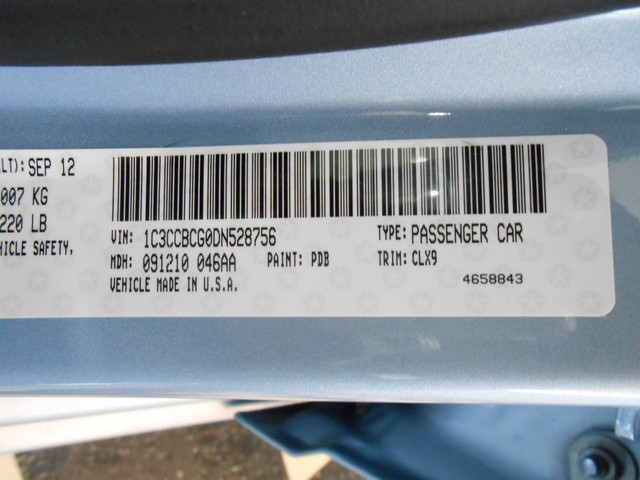 LT): SEP 12
007 KG
220 LB
HICLE SAFETY,
VIN: 1C3CCBCG0DN528756 TYPE: PASSENGER CAR
MDH: 091210 046AA PAINT: PDB TRIM: CLX9
VEHICLE MADE IN U.S.A. 4658843